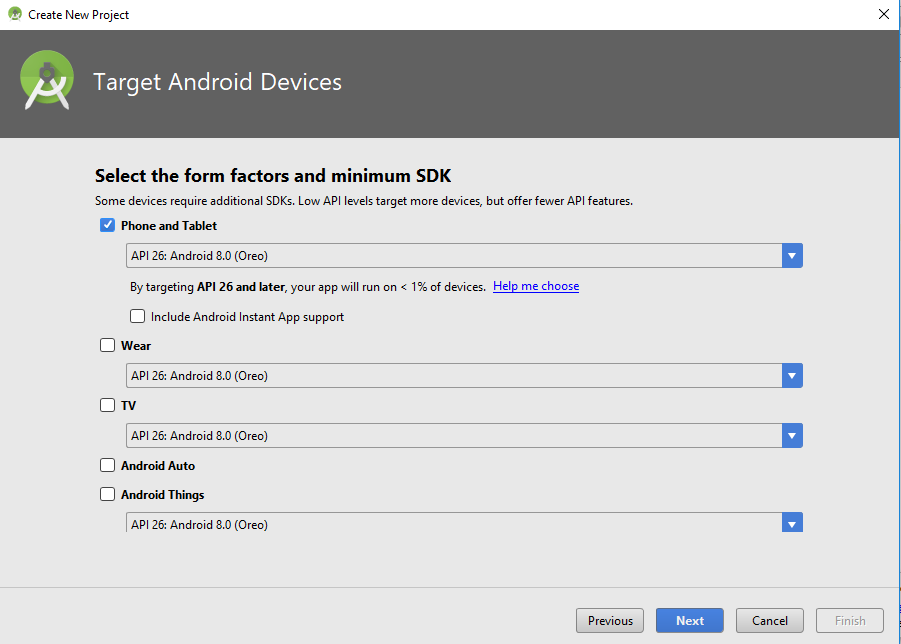 Create New Project
Target Android Devices
Select the form factors and minimum SDK
Some devices require additional SDKs. Low API levels target more devices, but offer fewer API features.
Phone and Tablet
API 26: Android 8.0 (Oreo)
By targeting API 26 and later, your app will run on < 1% of devices. Help me choose
Include Android Instant App support
Wear
API 26: Android 8.0 (Oreo)
TV
API 26: Android 8.0 (Oreo)
Android Auto
Android Things
API 26: Android 8.0 (Oreo)
Previous Next Cancel Finish